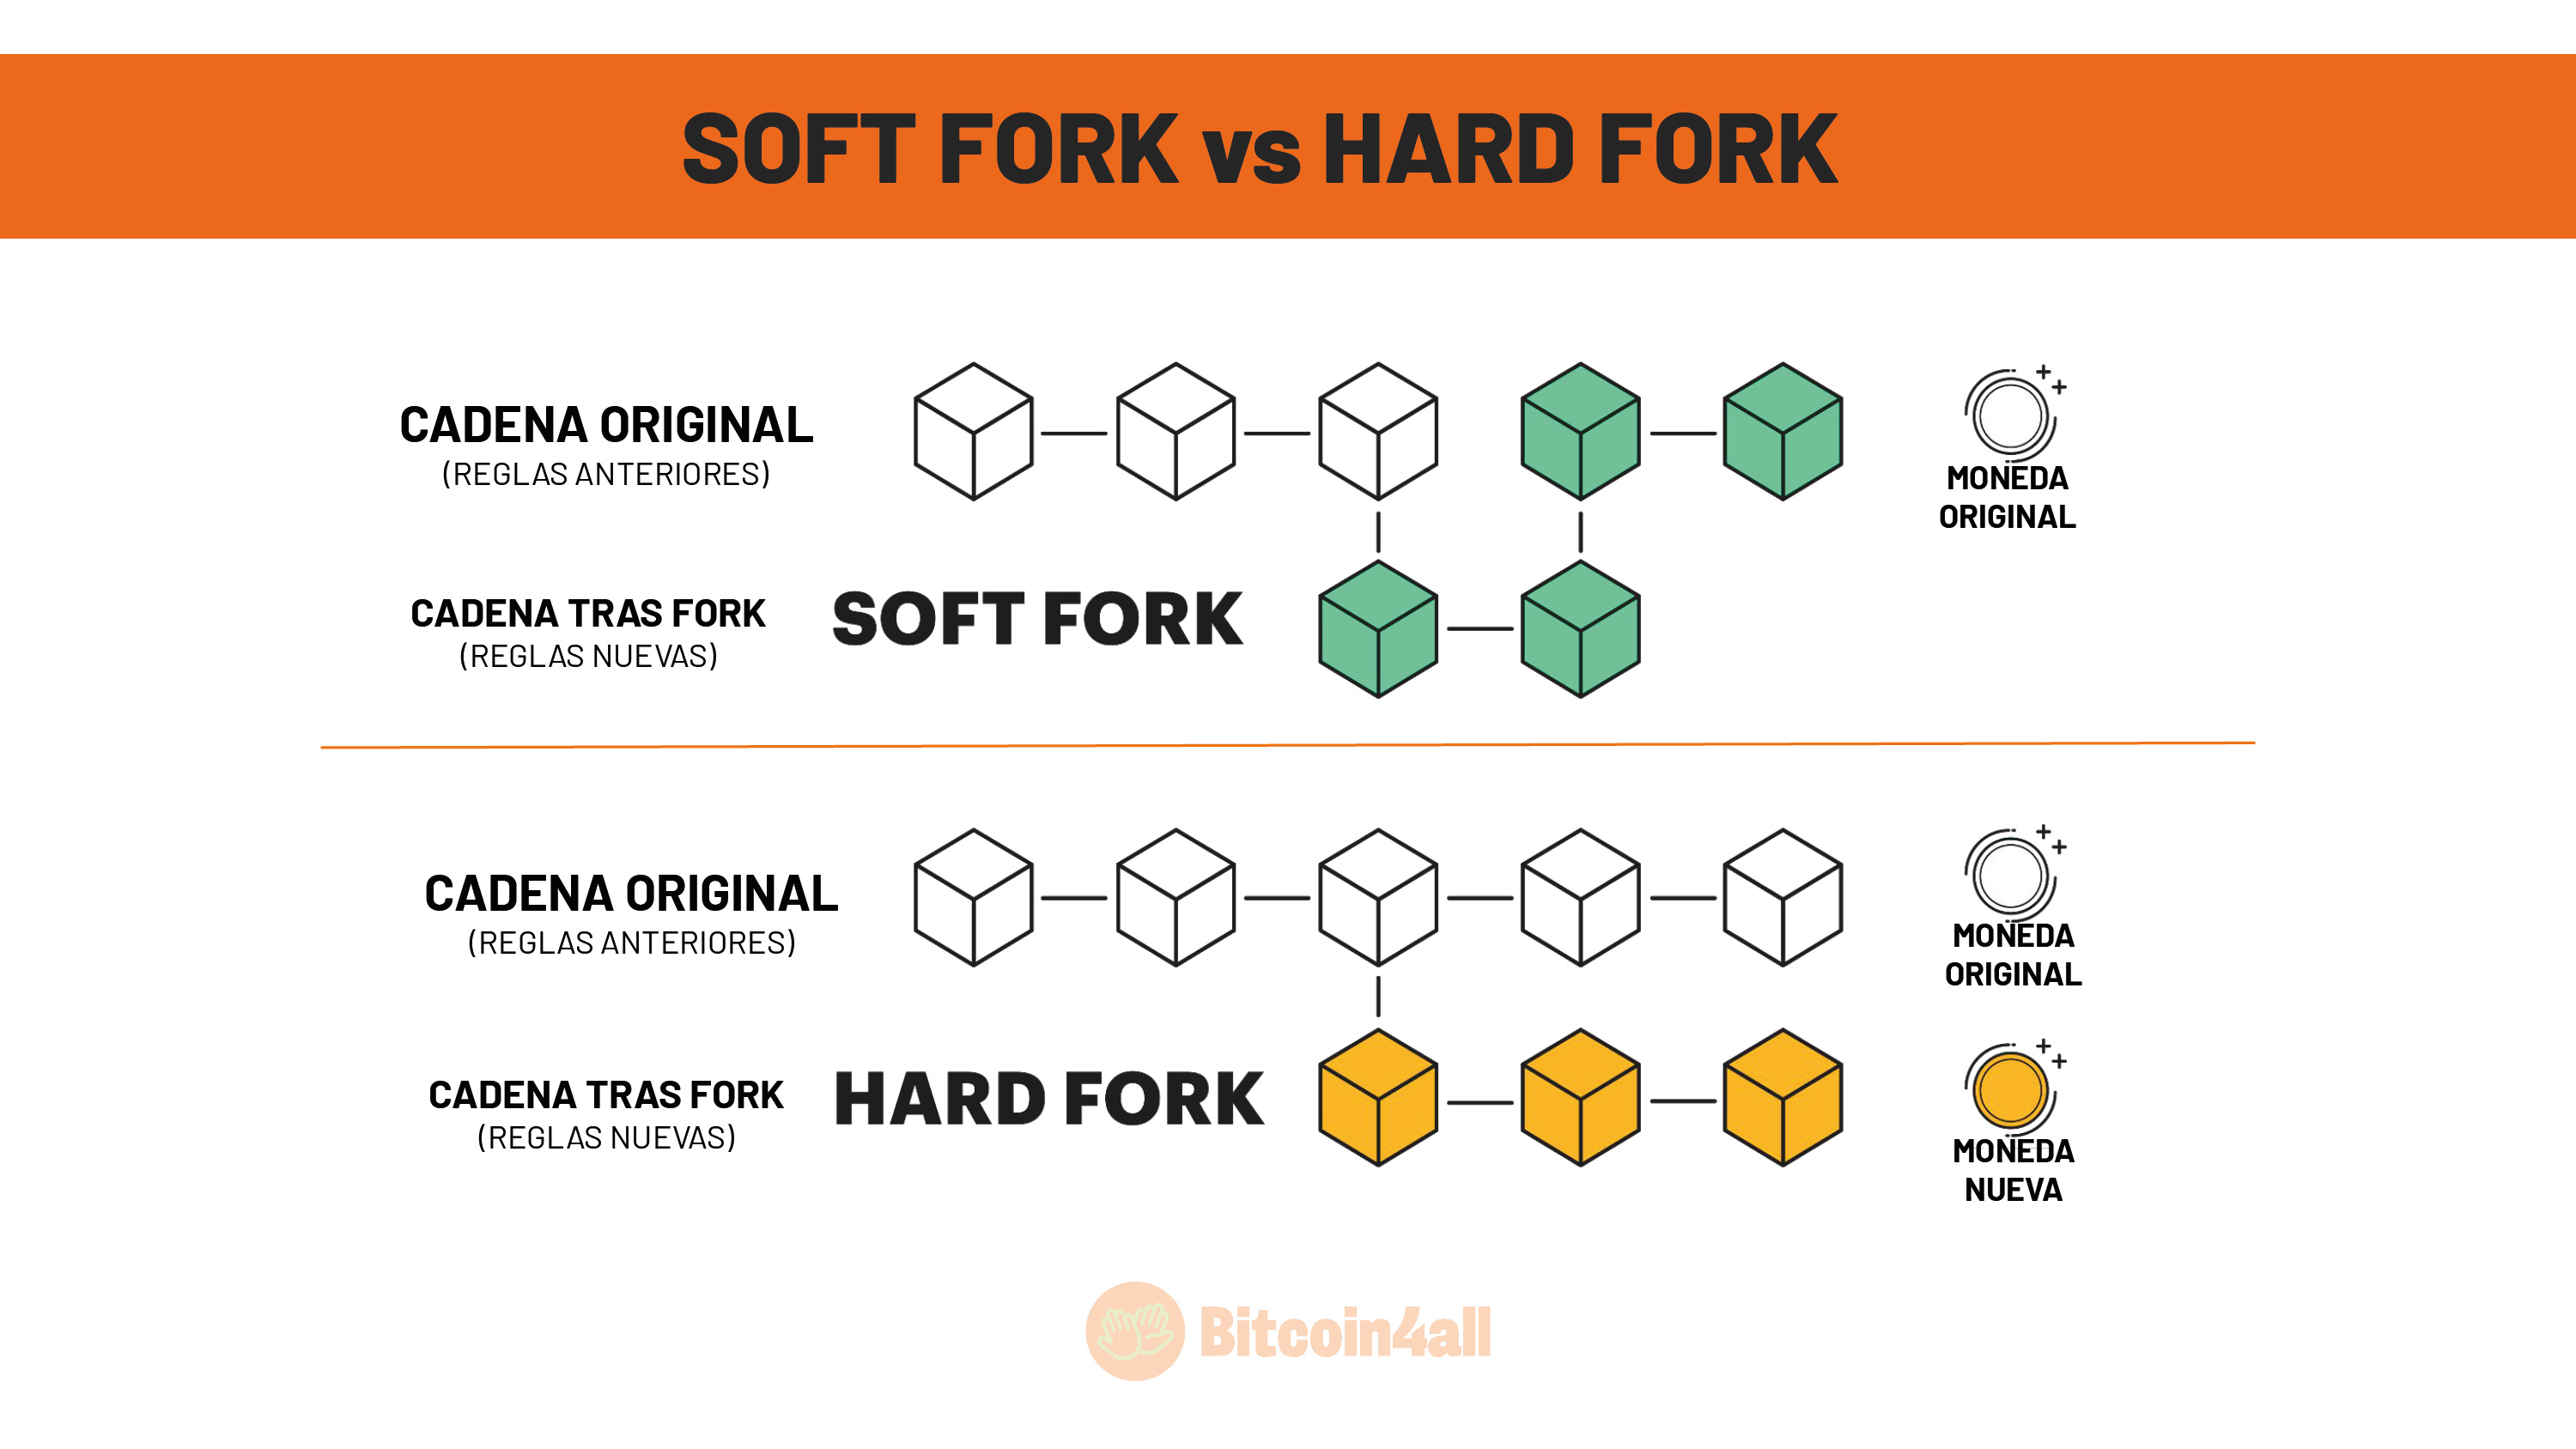 SOFT FORK vs HARD FORK
CADENA ORIGINAL
(REGLAS ANTERIORES)
MONEDA
ORIGINAL
CADENA TRAS FORK
(REGLAS NUEVAS)
SOFT FORK
CADENA ORIGINAL
(REGLAS ANTERIORES)
MONEDA
ORIGINAL
CADENA TRAS FORK
(REGLAS NUEVAS)
HARD FORK
MONEDA
NUEVA
Bitcoin4all